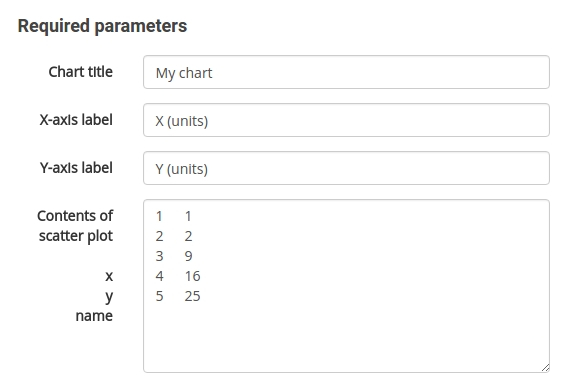 Required parameters
Chart title
My chart
X-axis label
X (units)
Y-axis label
Y (units)
Contents of
scatter plot
x
y
name
1 1
2 2
3 9
4 16
5 25